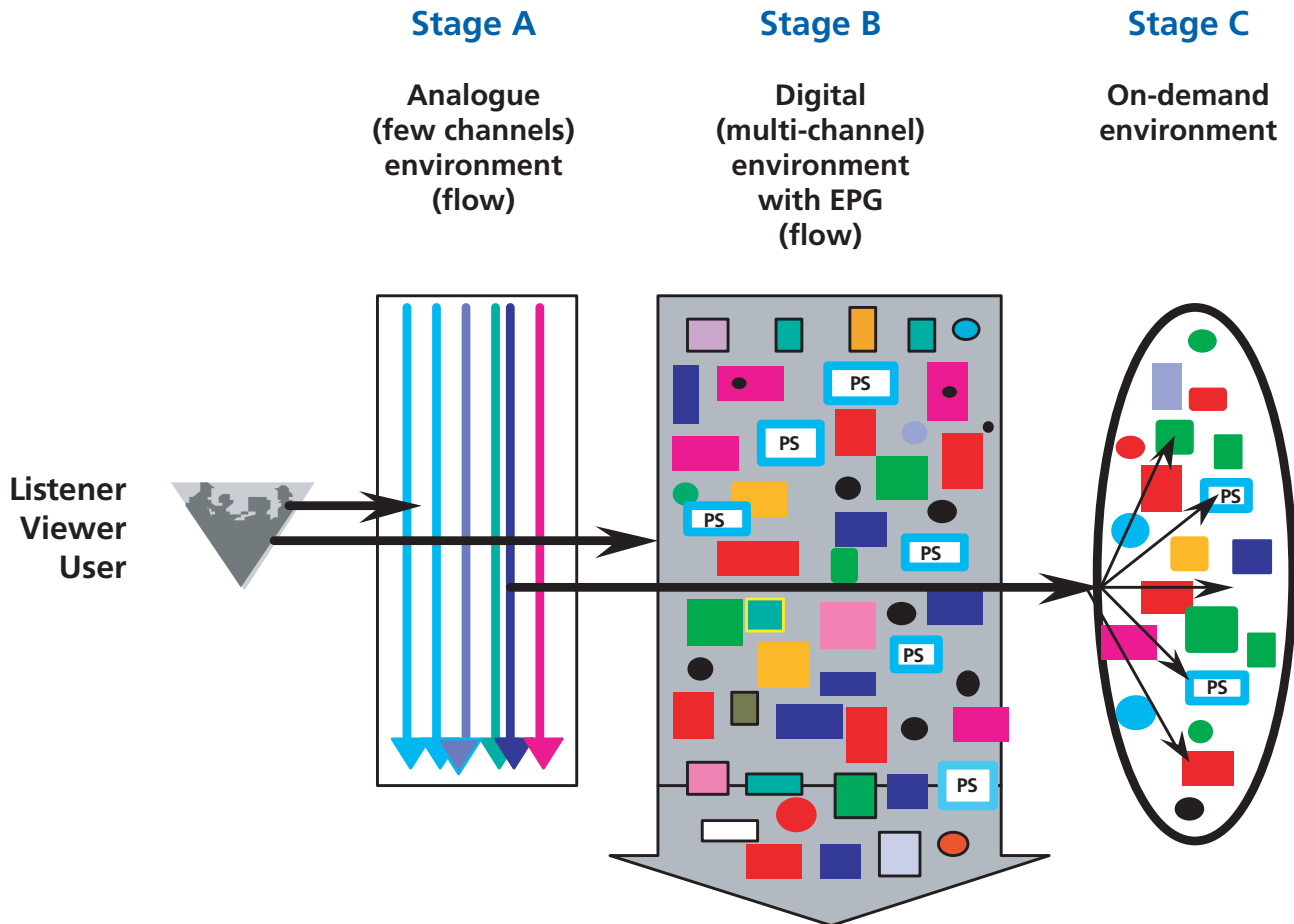 Stage A
Analogue
(few channels)
environment
(flow)
Stage B
Digital
(multi-channel)
environment
with EPG
(flow)
Stage C
On-demand
environment
Listener
Viewer
User
PS
PS
PS
PS
PS
PS
PS
PS